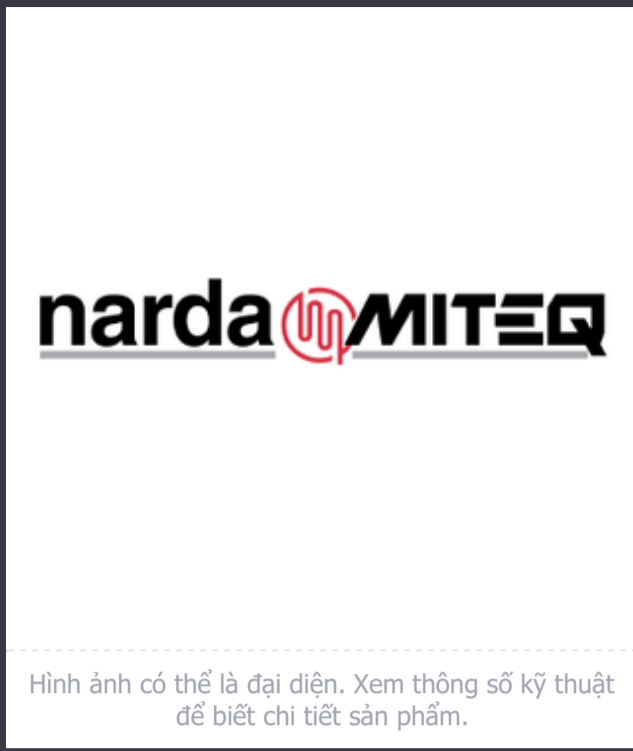 narda MITEQ
Hình ảnh có thể là đại diện. Xem thông số kỹ thuật
để biết chi tiết sản phẩm.